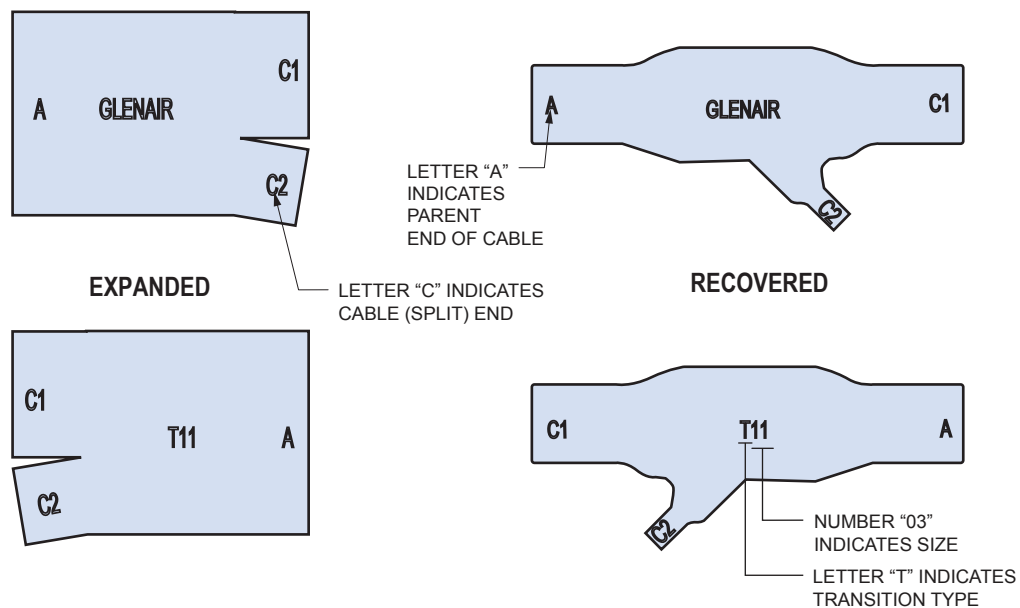 A
GLENAIR
C1
C2
A
GLENAIR
C1
C2
LETTER “A”
INDICATES
PARENT
END OF CABLE
EXPANDED
LETTER “C” INDICATES
CABLE (SPLIT) END
RECOVERED
C1
T11
A
C2
C1
T11
A
C2
NUMBER “03”
INDICATES SIZE
LETTER “T” INDICATES
TRANSITION TYPE